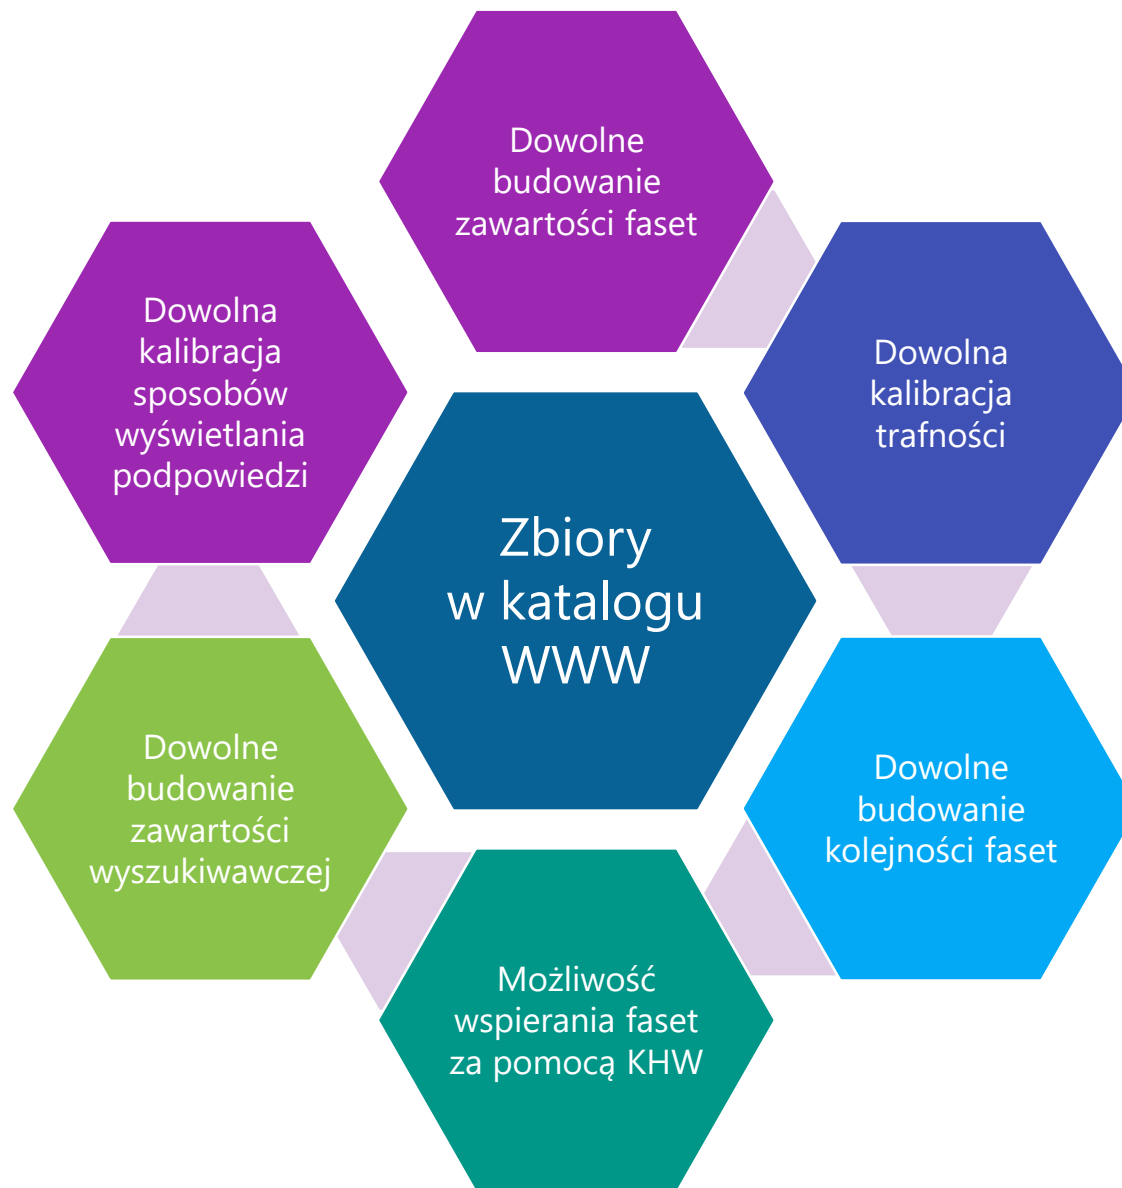 Dowolne
budowanie
zawartości faset
Dowolna
kalibracja
sposobów
wyświetlania
podpowiedzi
Dowolna
kalibracja
trafności
Zbiory
w katalogu
WWW
Dowolne
budowanie
zawartości
wyszukiwawczej
Dowolne
budowanie
kolejności faset
Możliwość
wspierania faset
za pomocą KHW